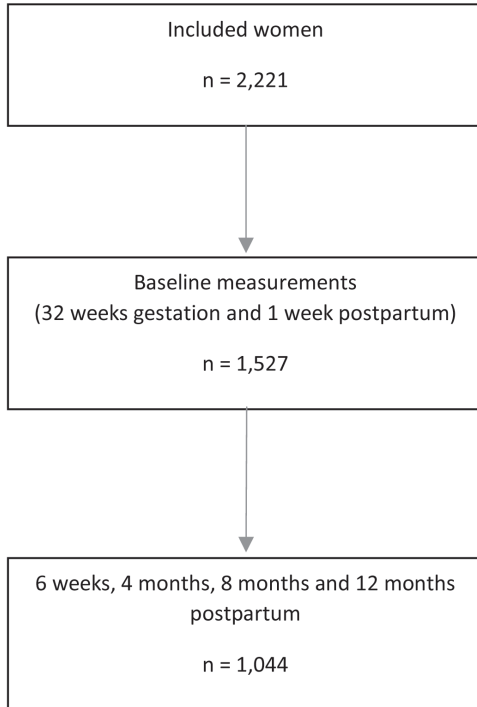 Included women
n = 2,221
Baseline measurements
(32 weeks gestation and 1 week postpartum)
n = 1,527
6 weeks, 4 months, 8 months and 12 months
postpartum
n = 1,044